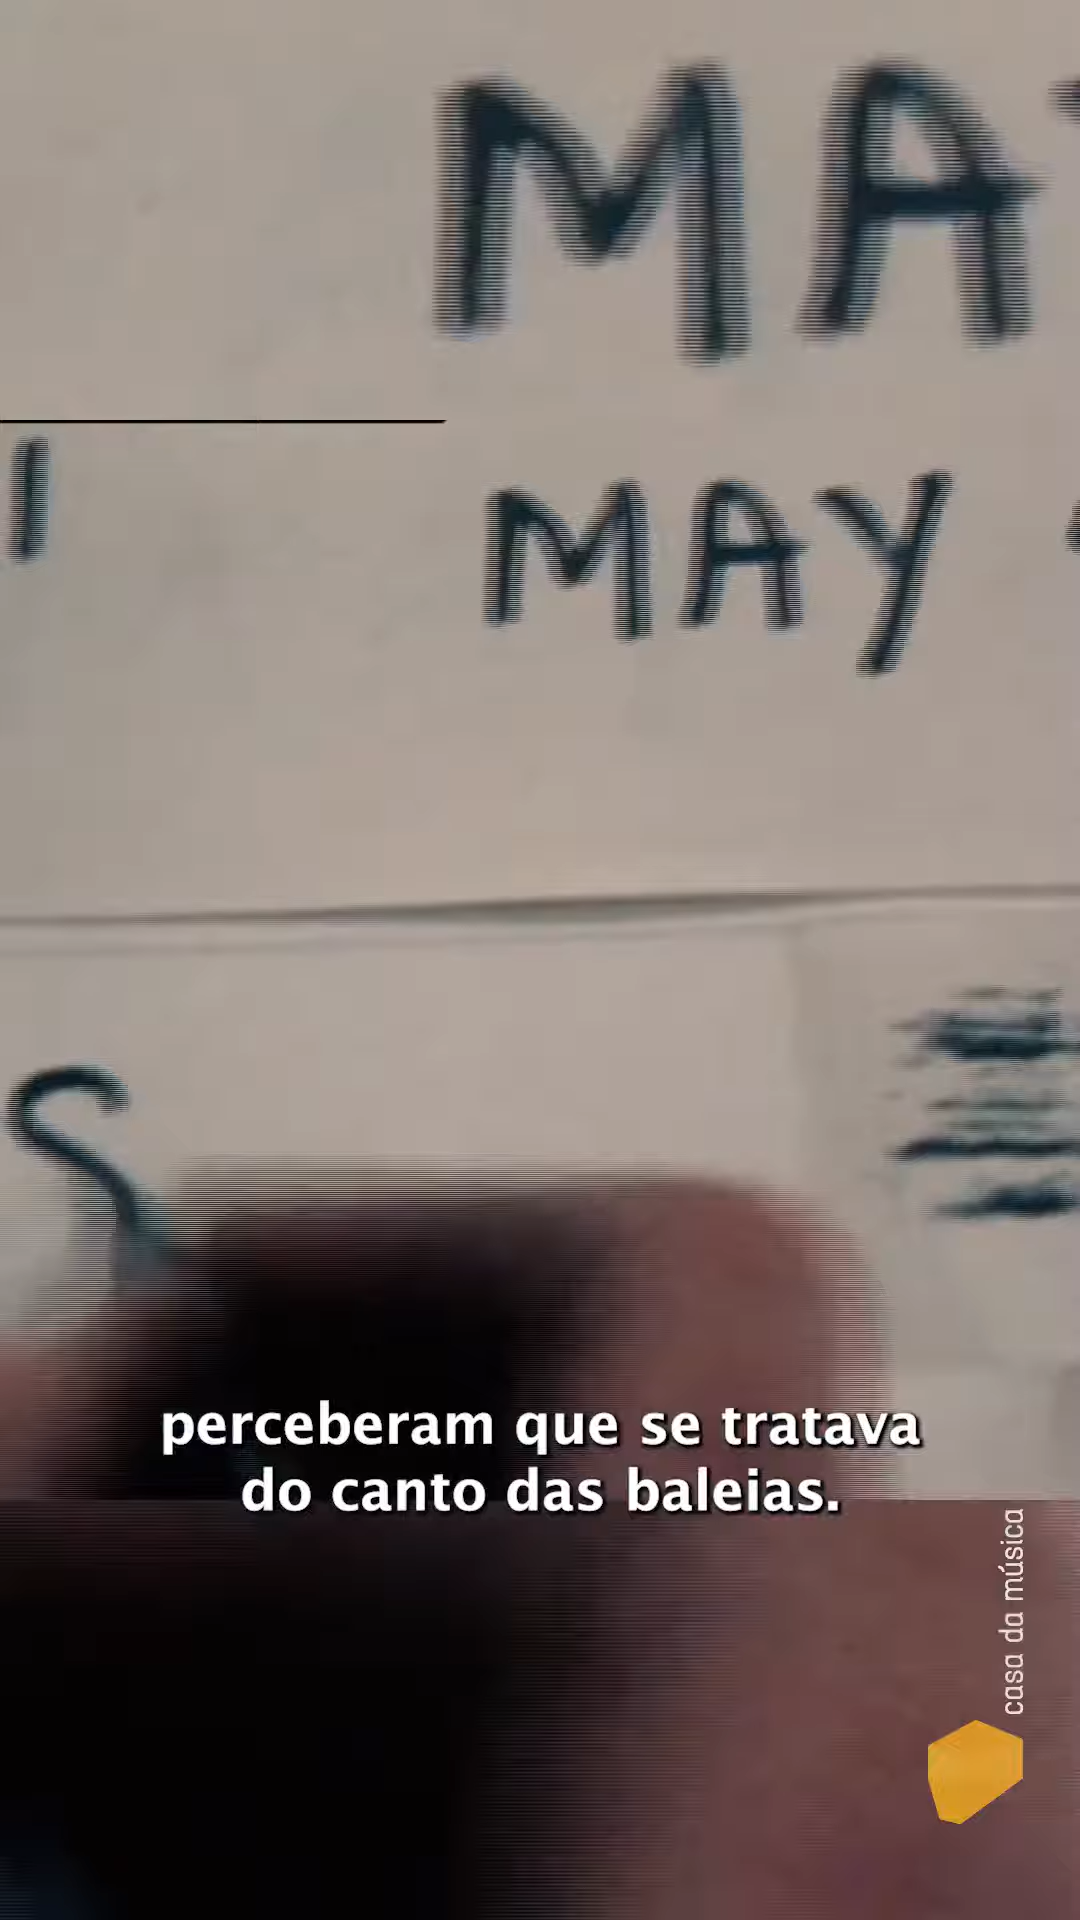 MA
MAY
perceberam que se tratava
do canto das baleias.
casa da música